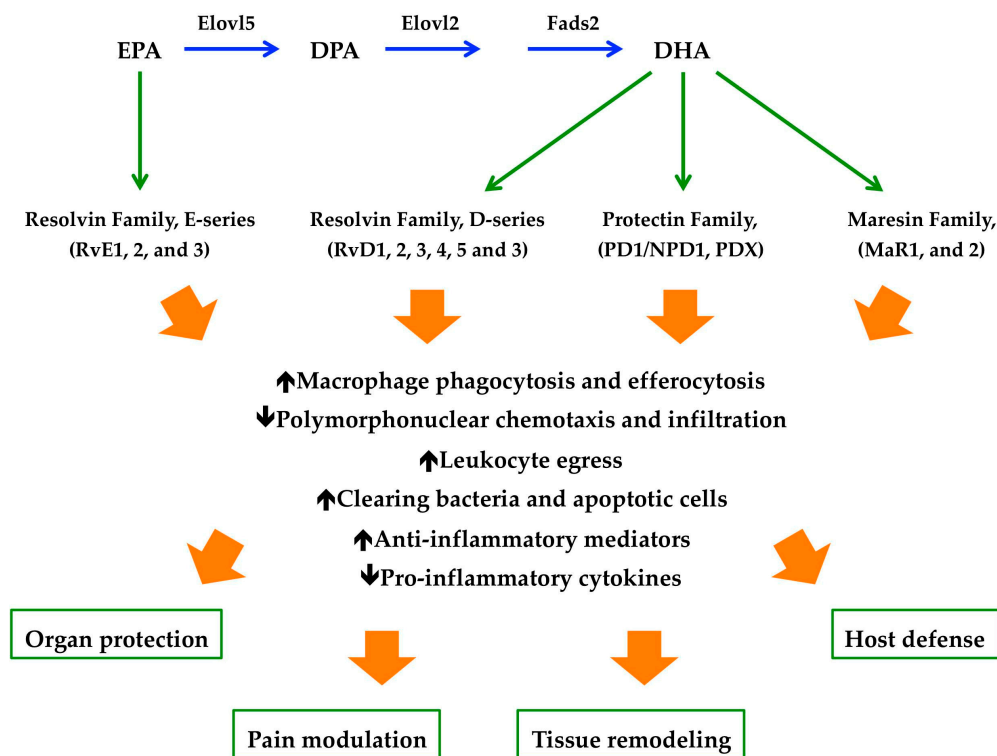 Elovl5 Elovl2 Fads2
EPA DPA DHA
Resolvin Family, E-series
(RvE1, 2, and 3)
Resolvin Family, D-series
(RvD1, 2, 3, 4, 5 and 3)
Protectin Family,
(PD1/NPD1, PDX)
Maresin Family,
(MaR1, and 2)
🡹Macrophage phagocytosis and efferocytosis
🡻Polymorphonuclear chemotaxis and infiltration
🡹Leukocyte egress
🡹Clearing bacteria and apoptotic cells
🡹Anti-inflammatory mediators
🡻Pro-inflammatory cytokines
Organ protection
Host defense
Pain modulation
Tissue remodeling